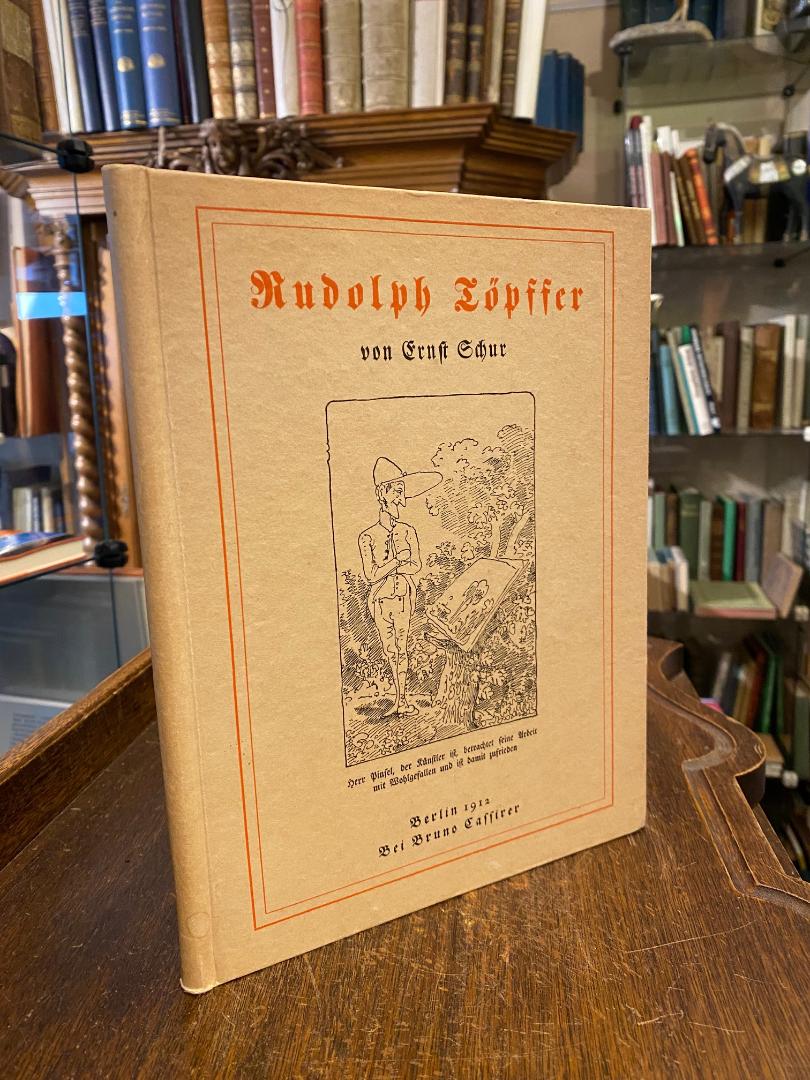 Rudolph Töpffer
von Ernst Schur
Herr Pinsel, der Künstler ist, betrachtet seine Arbeit
mit Wohlgefallen und ist damit zufrieden
Berlin 1912
Bei Bruno Cassirer